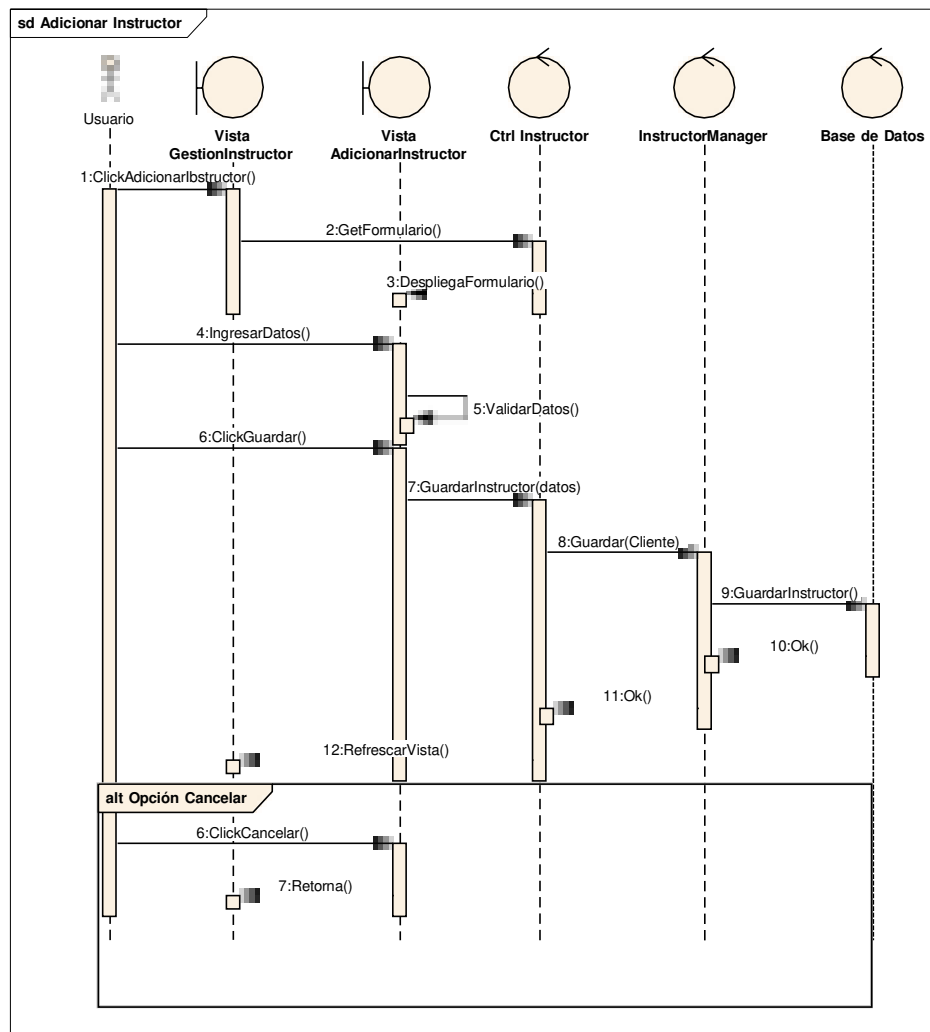 sd Adicionar Instructor
Usuario
Vista
GestionInstructor
Vista
AdicionarInstructor
Ctrl Instructor
InstructorManager
Base de Datos
1:ClickAdicionarIbstructor()
2:GetFormulario()
3:DespliegaFormulario()
4:IngresarDatos()
5:ValidarDatos()
6:ClickGuardar()
7:GuardarInstructor(datos)
8:Guardar(Cliente)
9:GuardarInstructor()
10:Ok()
11:Ok()
12:RefrescarVista()
alt Opción Cancelar
6:ClickCancelar()
7:Retorna()